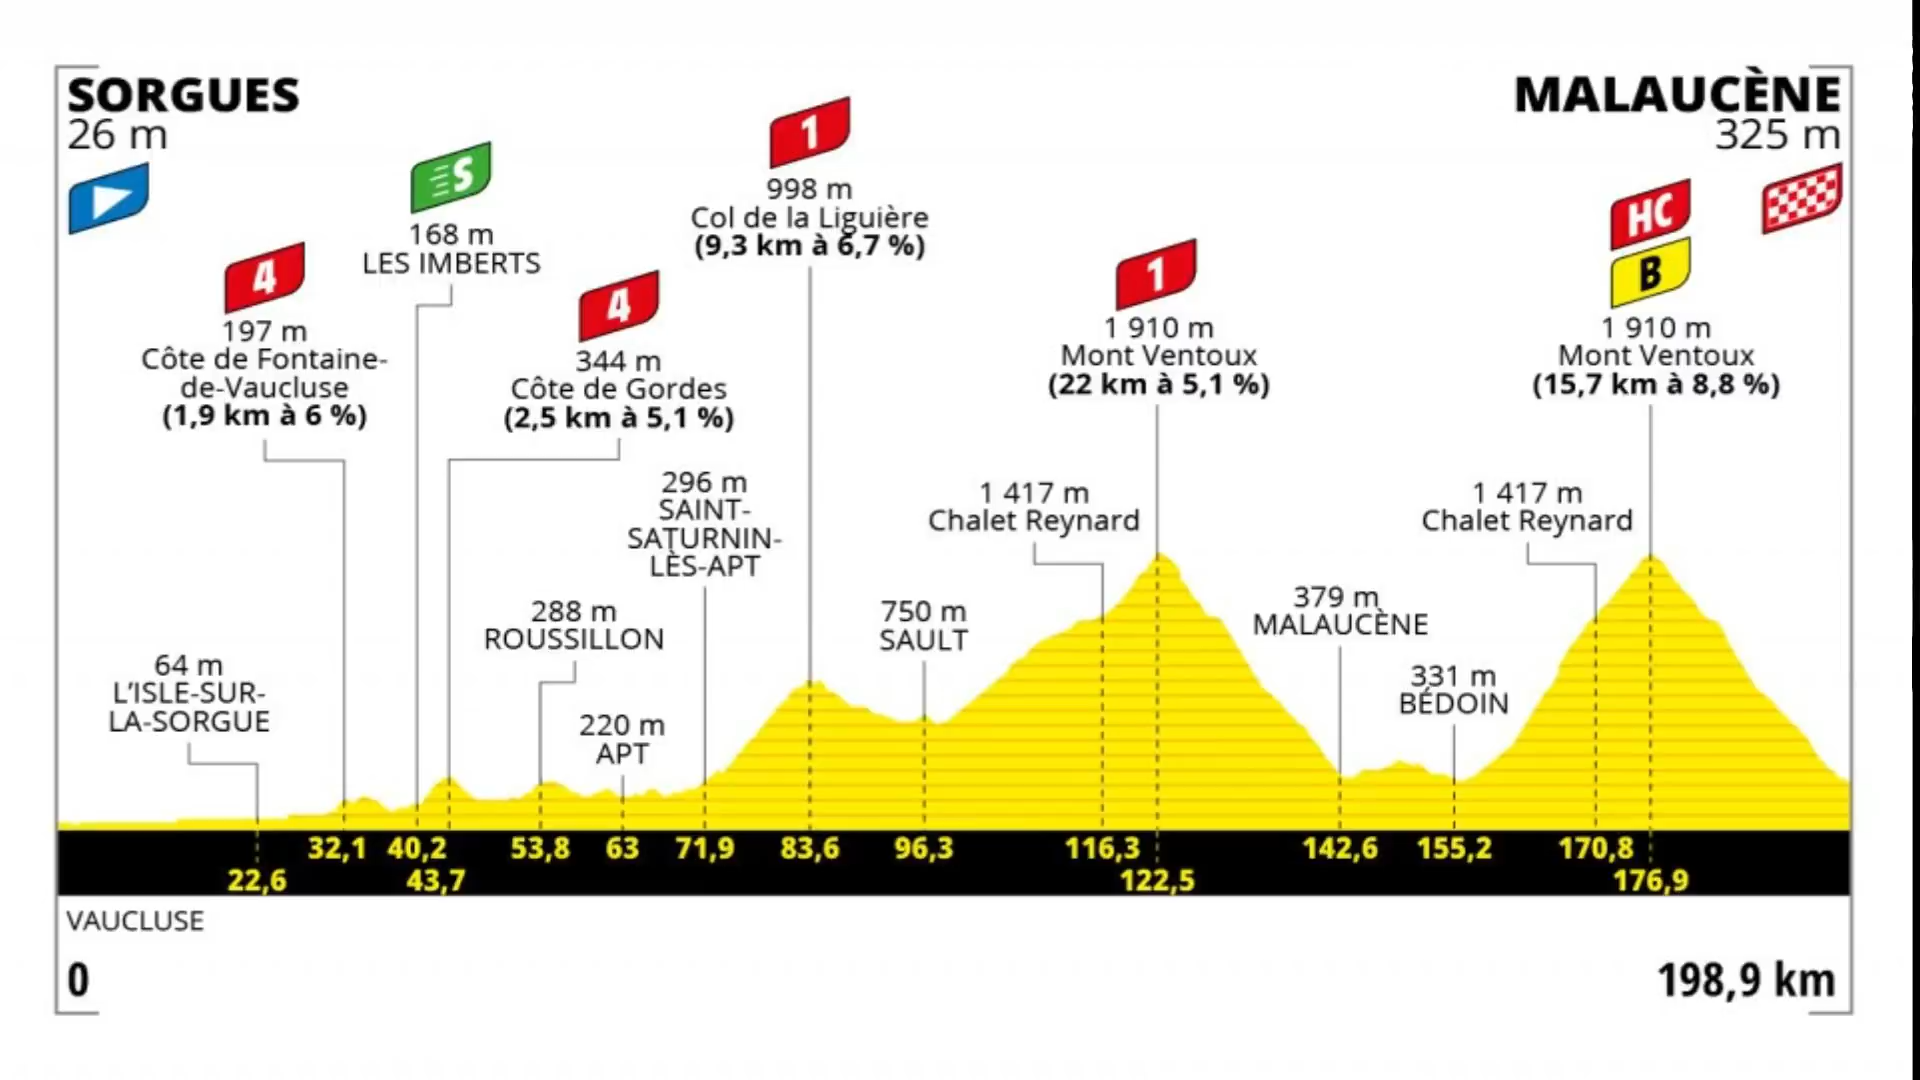 SORGUES
26 m
MALAUCÈNE
325 m
4
197 m
Côte de Fontaine-
de-Vaucluse
(1,9 km à 6 %)
S
168 m
LES IMBERTS
4
344 m
Côte de Gordes
(2,5 km à 5,1 %)
1
998 m
Col de la Liguière
(9,3 km à 6,7 %)
1
1 910 m
Mont Ventoux
(22 km à 5,1 %)
HC
B
1 910 m
Mont Ventoux
(15,7 km à 8,8 %)
64 m
L'ISLE-SUR-
LA-SORGUE
288 m
ROUSSILLON
220 m
APT
296 m
SAINT-
SATURNIN-
LÈS-APT
750 m
SAULT
1 417 m
Chalet Reynard
379 m
MALAUCÈNE
331 m
BÉDOIN
1 417 m
Chalet Reynard
32,1 40,2 53,8 63 71,9 83,6 96,3 116,3 142,6 155,2 170,8
22,6 43,7 122,5 176,9
VAUCLUSE
0
198,9 km